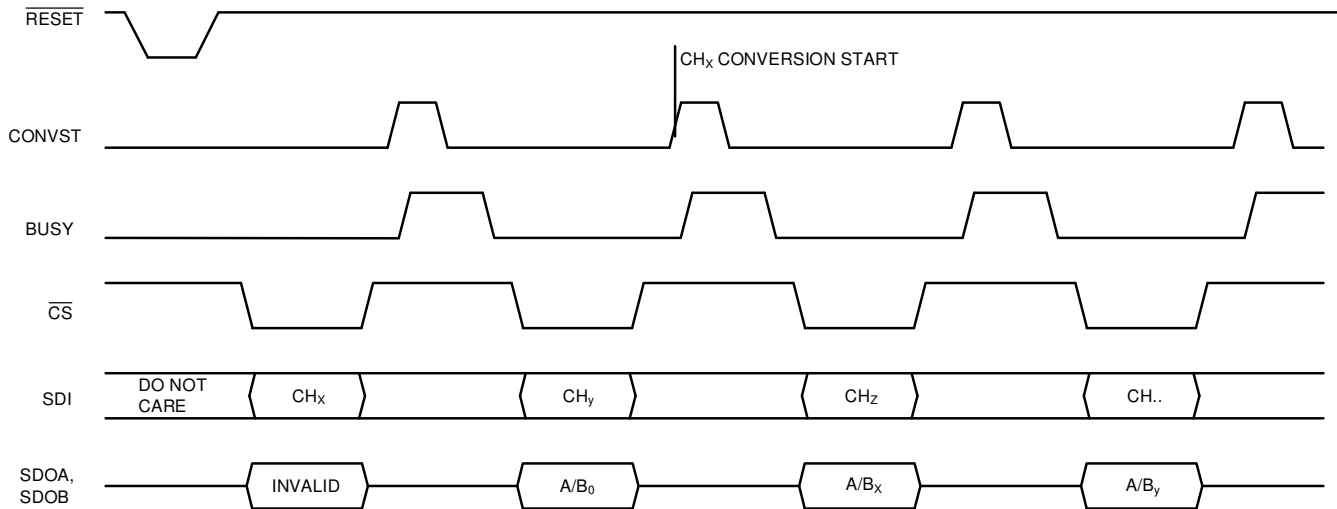 RESET
CHX CONVERSION START
CONVST
BUSY
CS
SDI
DO NOT
CARE
CHX
CHy
CHZ
CH..
SDOA,
SDOB
INVALID
A/B0
A/BX
A/By